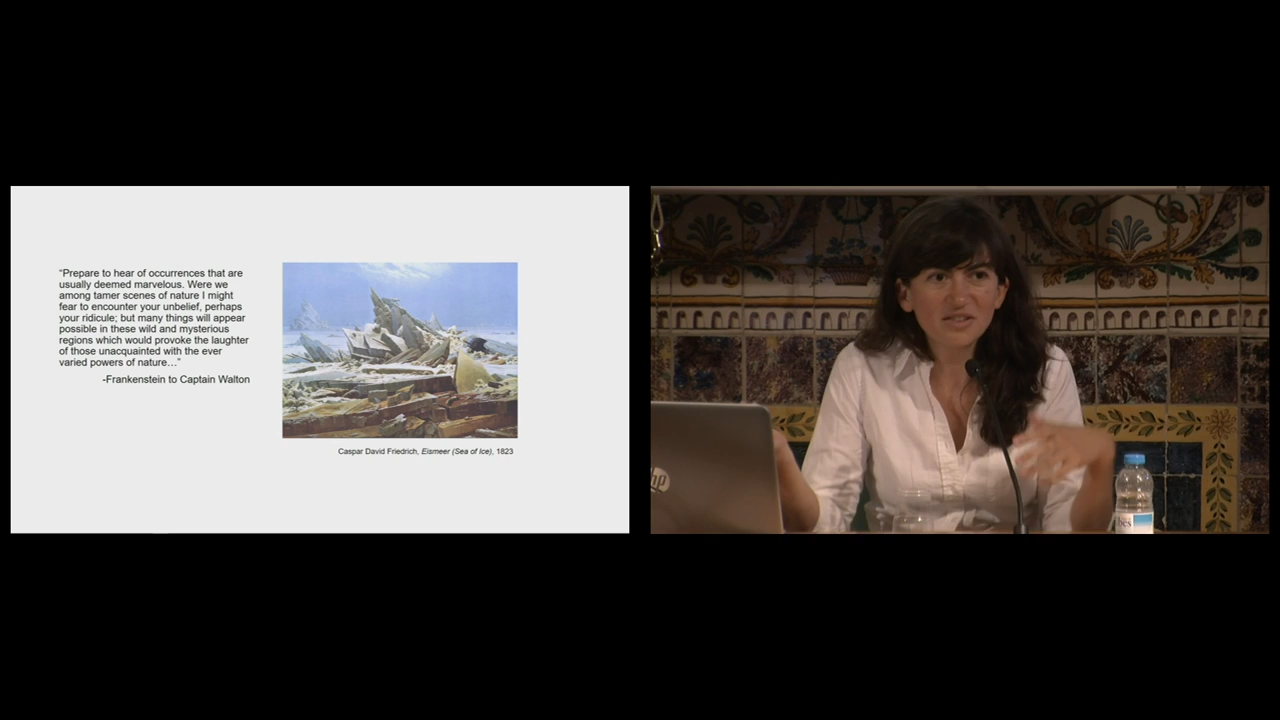 “Prepare to hear of occurrences that are
usually deemed marvelous. Were we
among tamer scenes of nature I might
fear to encounter your unbelief, perhaps
your ridicule; but many things will appear
possible in these wild and mysterious
regions which would provoke the laughter
of those unacquainted with the ever
varied powers of nature…”
-Frankenstein to Captain Walton
Caspar David Friedrich, Eismeer (Sea of Ice), 1823
hp